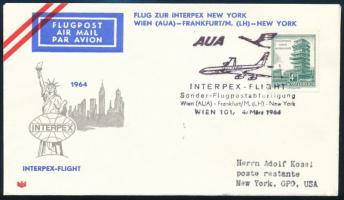 FLUGPOST
AIR MAIL
PAR AVION
FLUG ZUR INTERPEX NEW YORK
WIEN (AUA)–FRANKFURT/M. (LH)–NEW YORK
AUA
1964
INTERPEX
INTERPEX-FLIGHT
INTERPEX-FLIGHT
Sonder-Flugpostabfertigung
Wien (AUA) - Frankfurt/M. (LH) - New York
WIEN 101, 4. März 1964
Herrn Adolf Kosel
poste restante
New York, GPO, USA